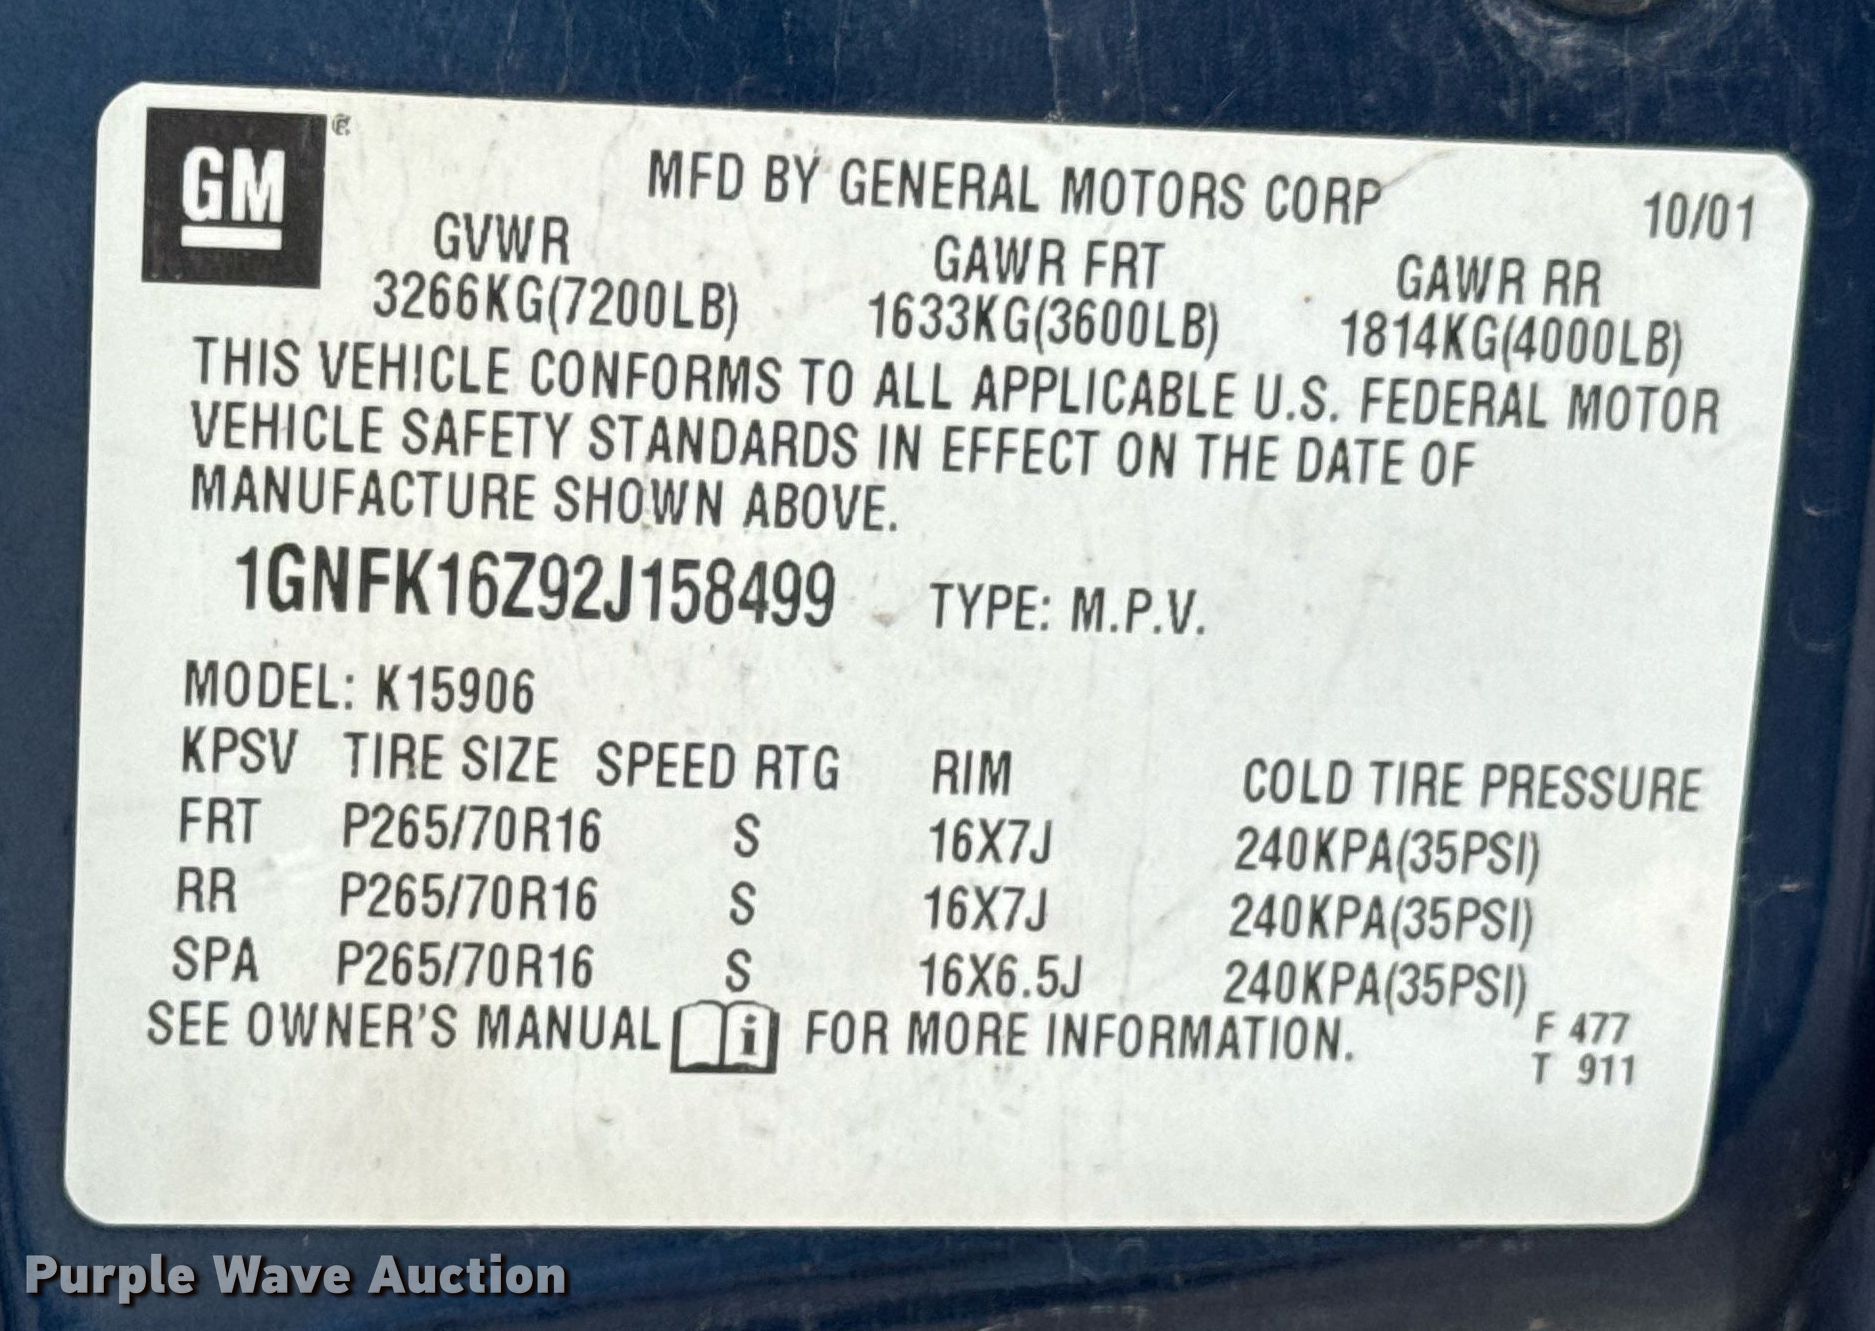 GM
MFD BY GENERAL MOTORS CORP 10/01
GVWR GAWR FRT GAWR RR
3266KG(7200LB) 1633KG(3600LB) 1814KG(4000LB)
THIS VEHICLE CONFORMS TO ALL APPLICABLE U.S. FEDERAL MOTOR
VEHICLE SAFETY STANDARDS IN EFFECT ON THE DATE OF
MANUFACTURE SHOWN ABOVE.
1GNFK16Z92J158499 TYPE: M.P.V.
MODEL: K15906
KPSV TIRE SIZE SPEED RTG RIM COLD TIRE PRESSURE
FRT P265/70R16 S 16X7J 240KPA(35PSI)
RR P265/70R16 S 16X7J 240KPA(35PSI)
SPA P265/70R16 S 16X6.5J 240KPA(35PSI)
SEE OWNER'S MANUAL i FOR MORE INFORMATION.
F 477
T 911
Purple Wave Auction